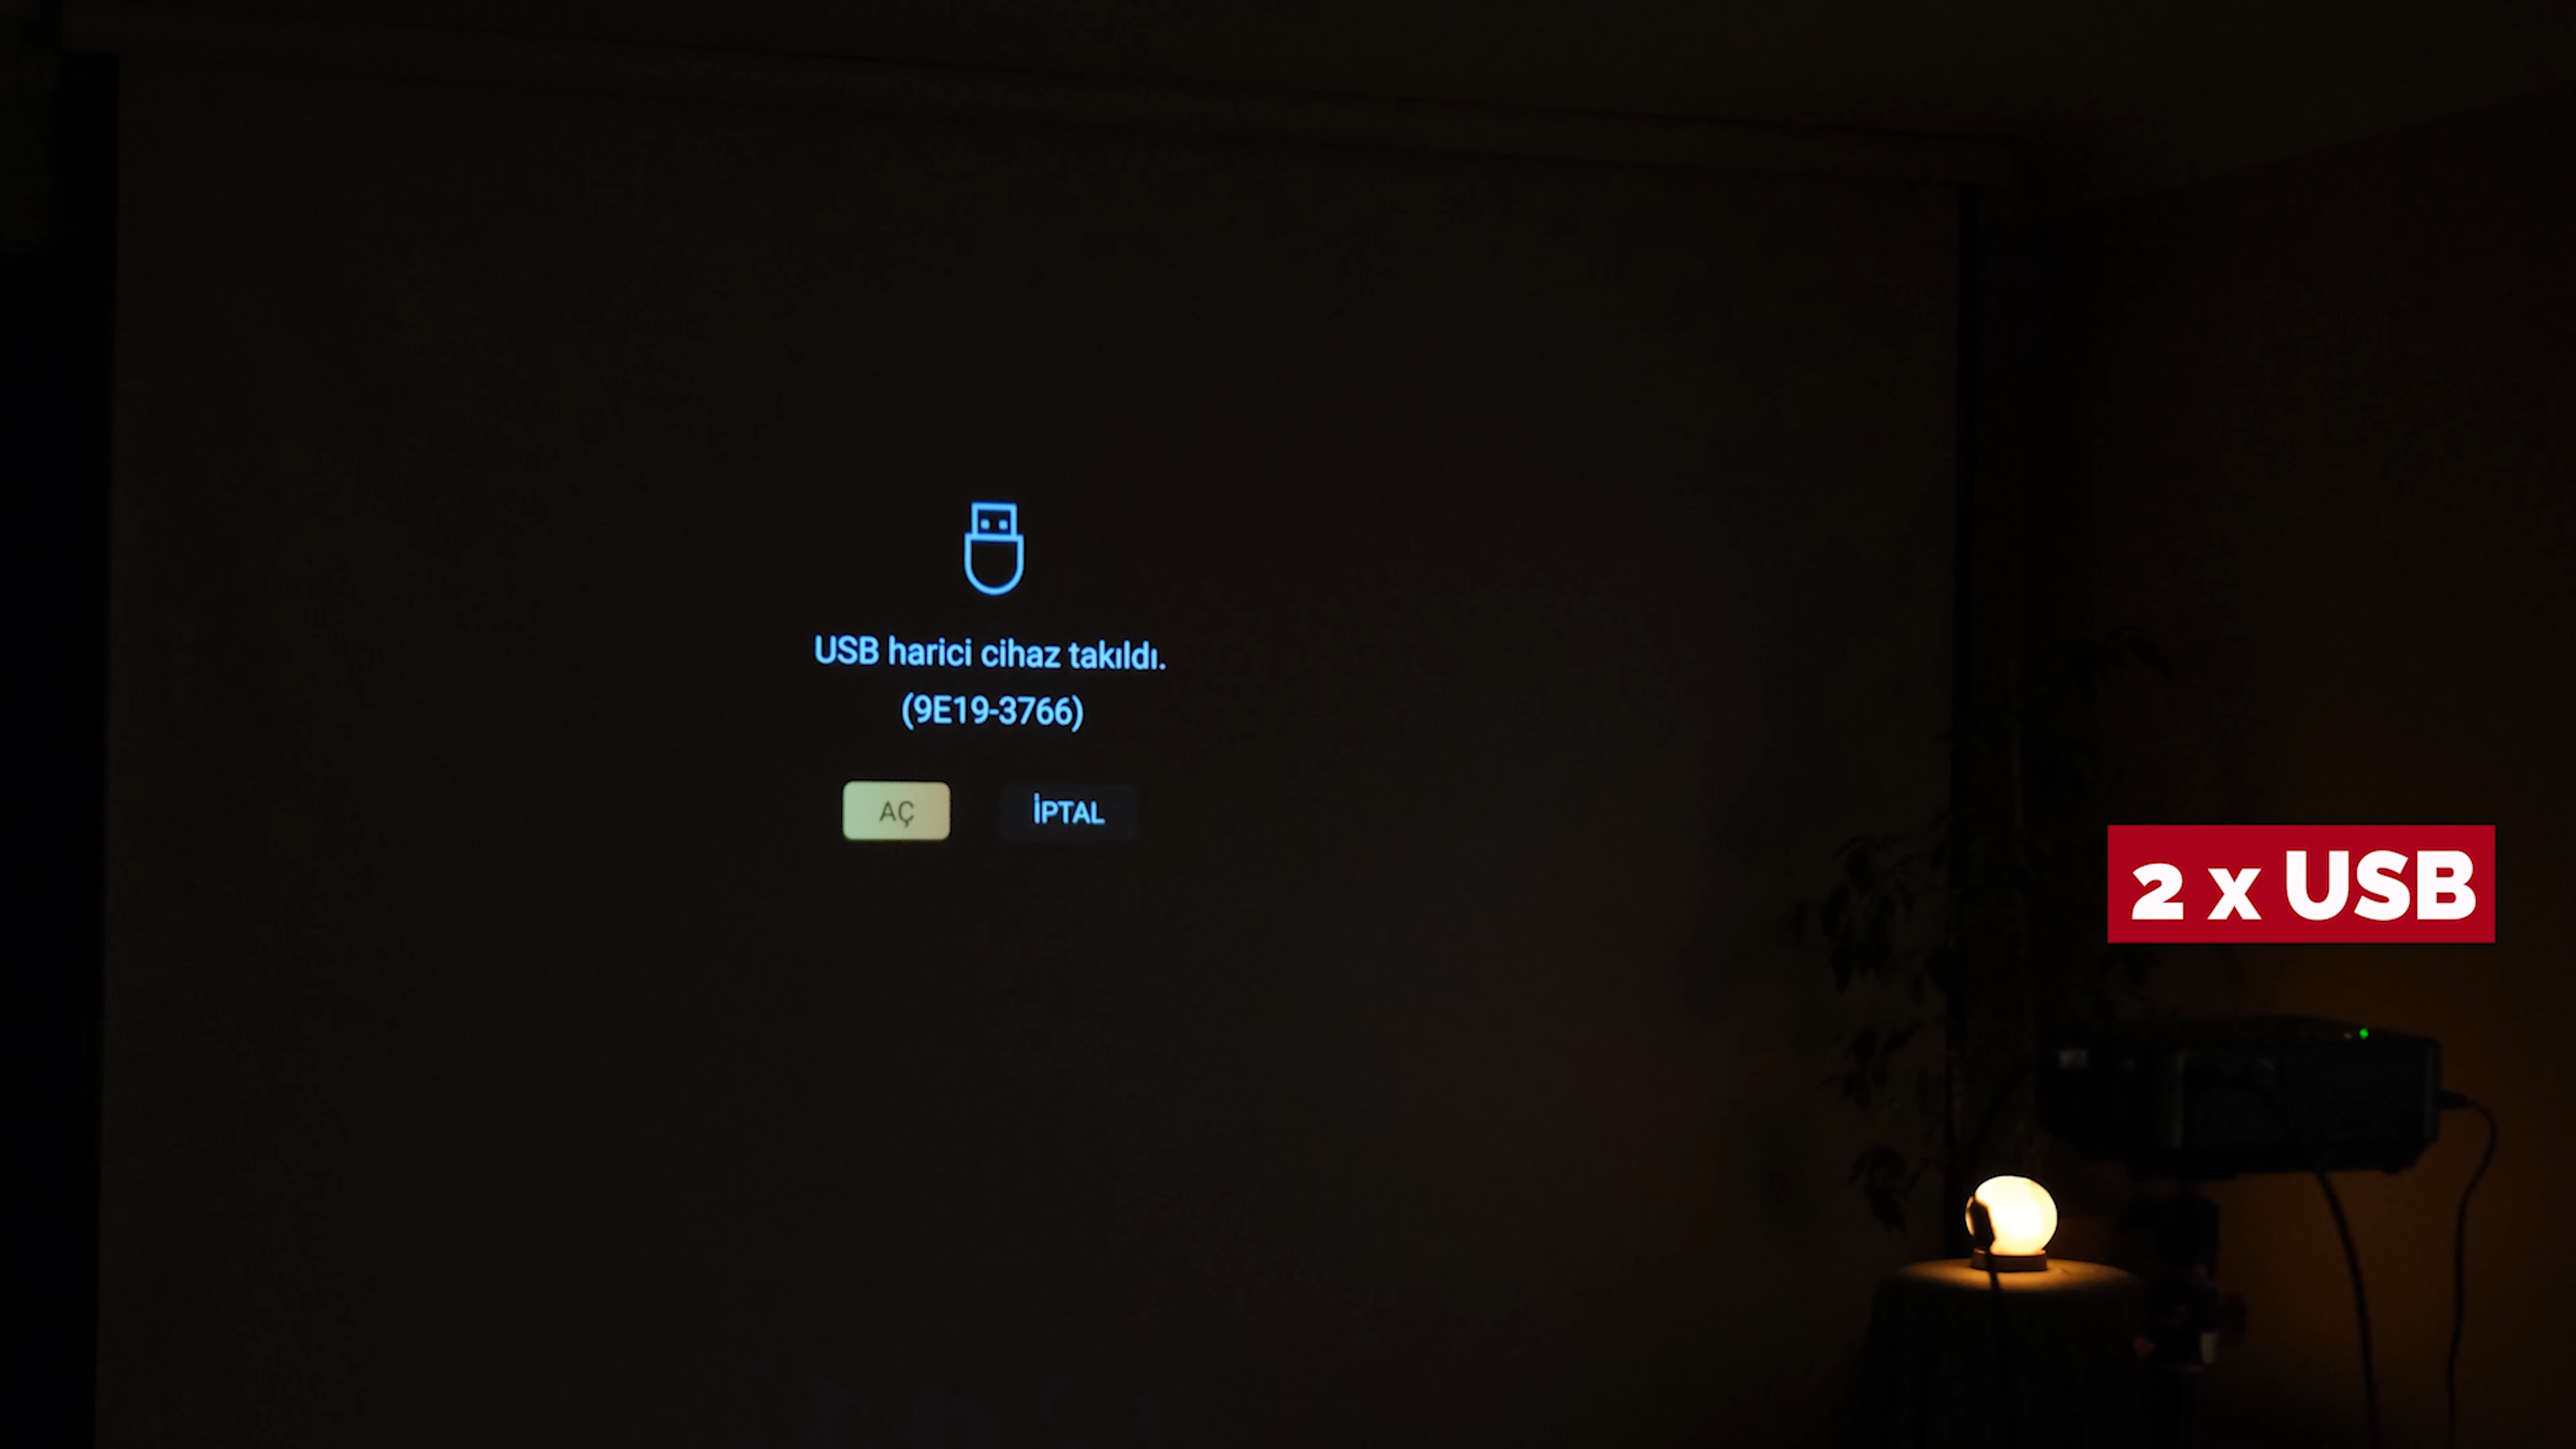 USB harici cihaz takıldı.
(9E19-3766)
AÇ
İPTAL
2 x USB